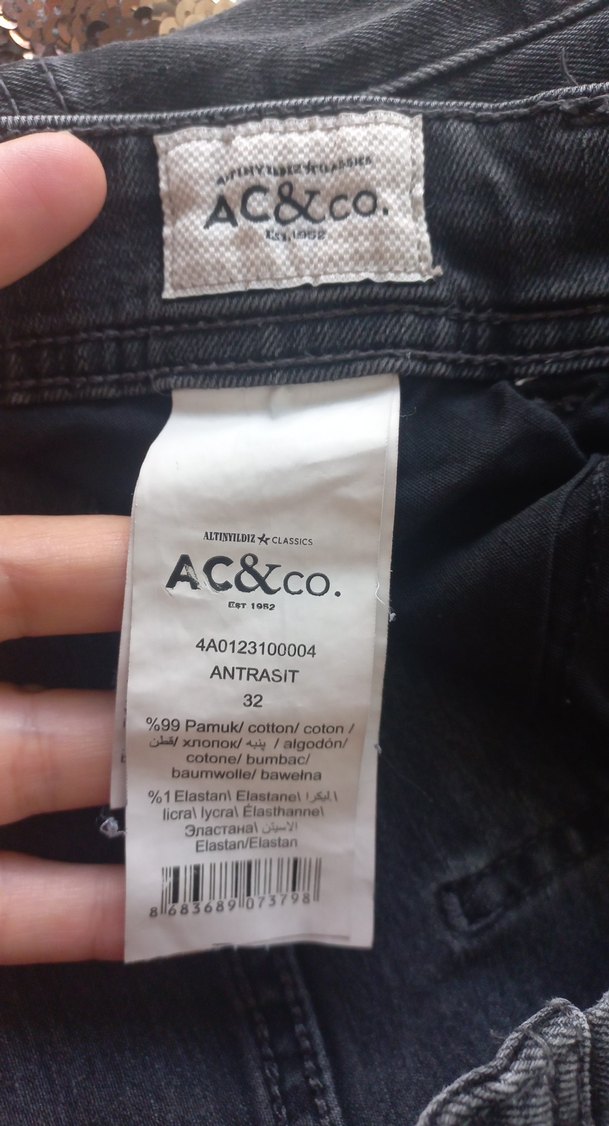 ALTINYILDIZ CLASSICS
AC&CO.
Est. 1952
ALTINYILDIZ CLASSICS
AC&CO.
EST 1952
4A0123100004
ANTRASIT
32
%99 Pamuk/ cotton/ coton /
قطن/ хлопок/ پنبه / algodón/
cotone/ bumbac/
baumwolle/ bawełna
%1 Elastan\ Elastane\ ليكرا\
licra\ lycra\ Élasthanne\
Эластана\
Elastan/Elastan
8 683689 073798